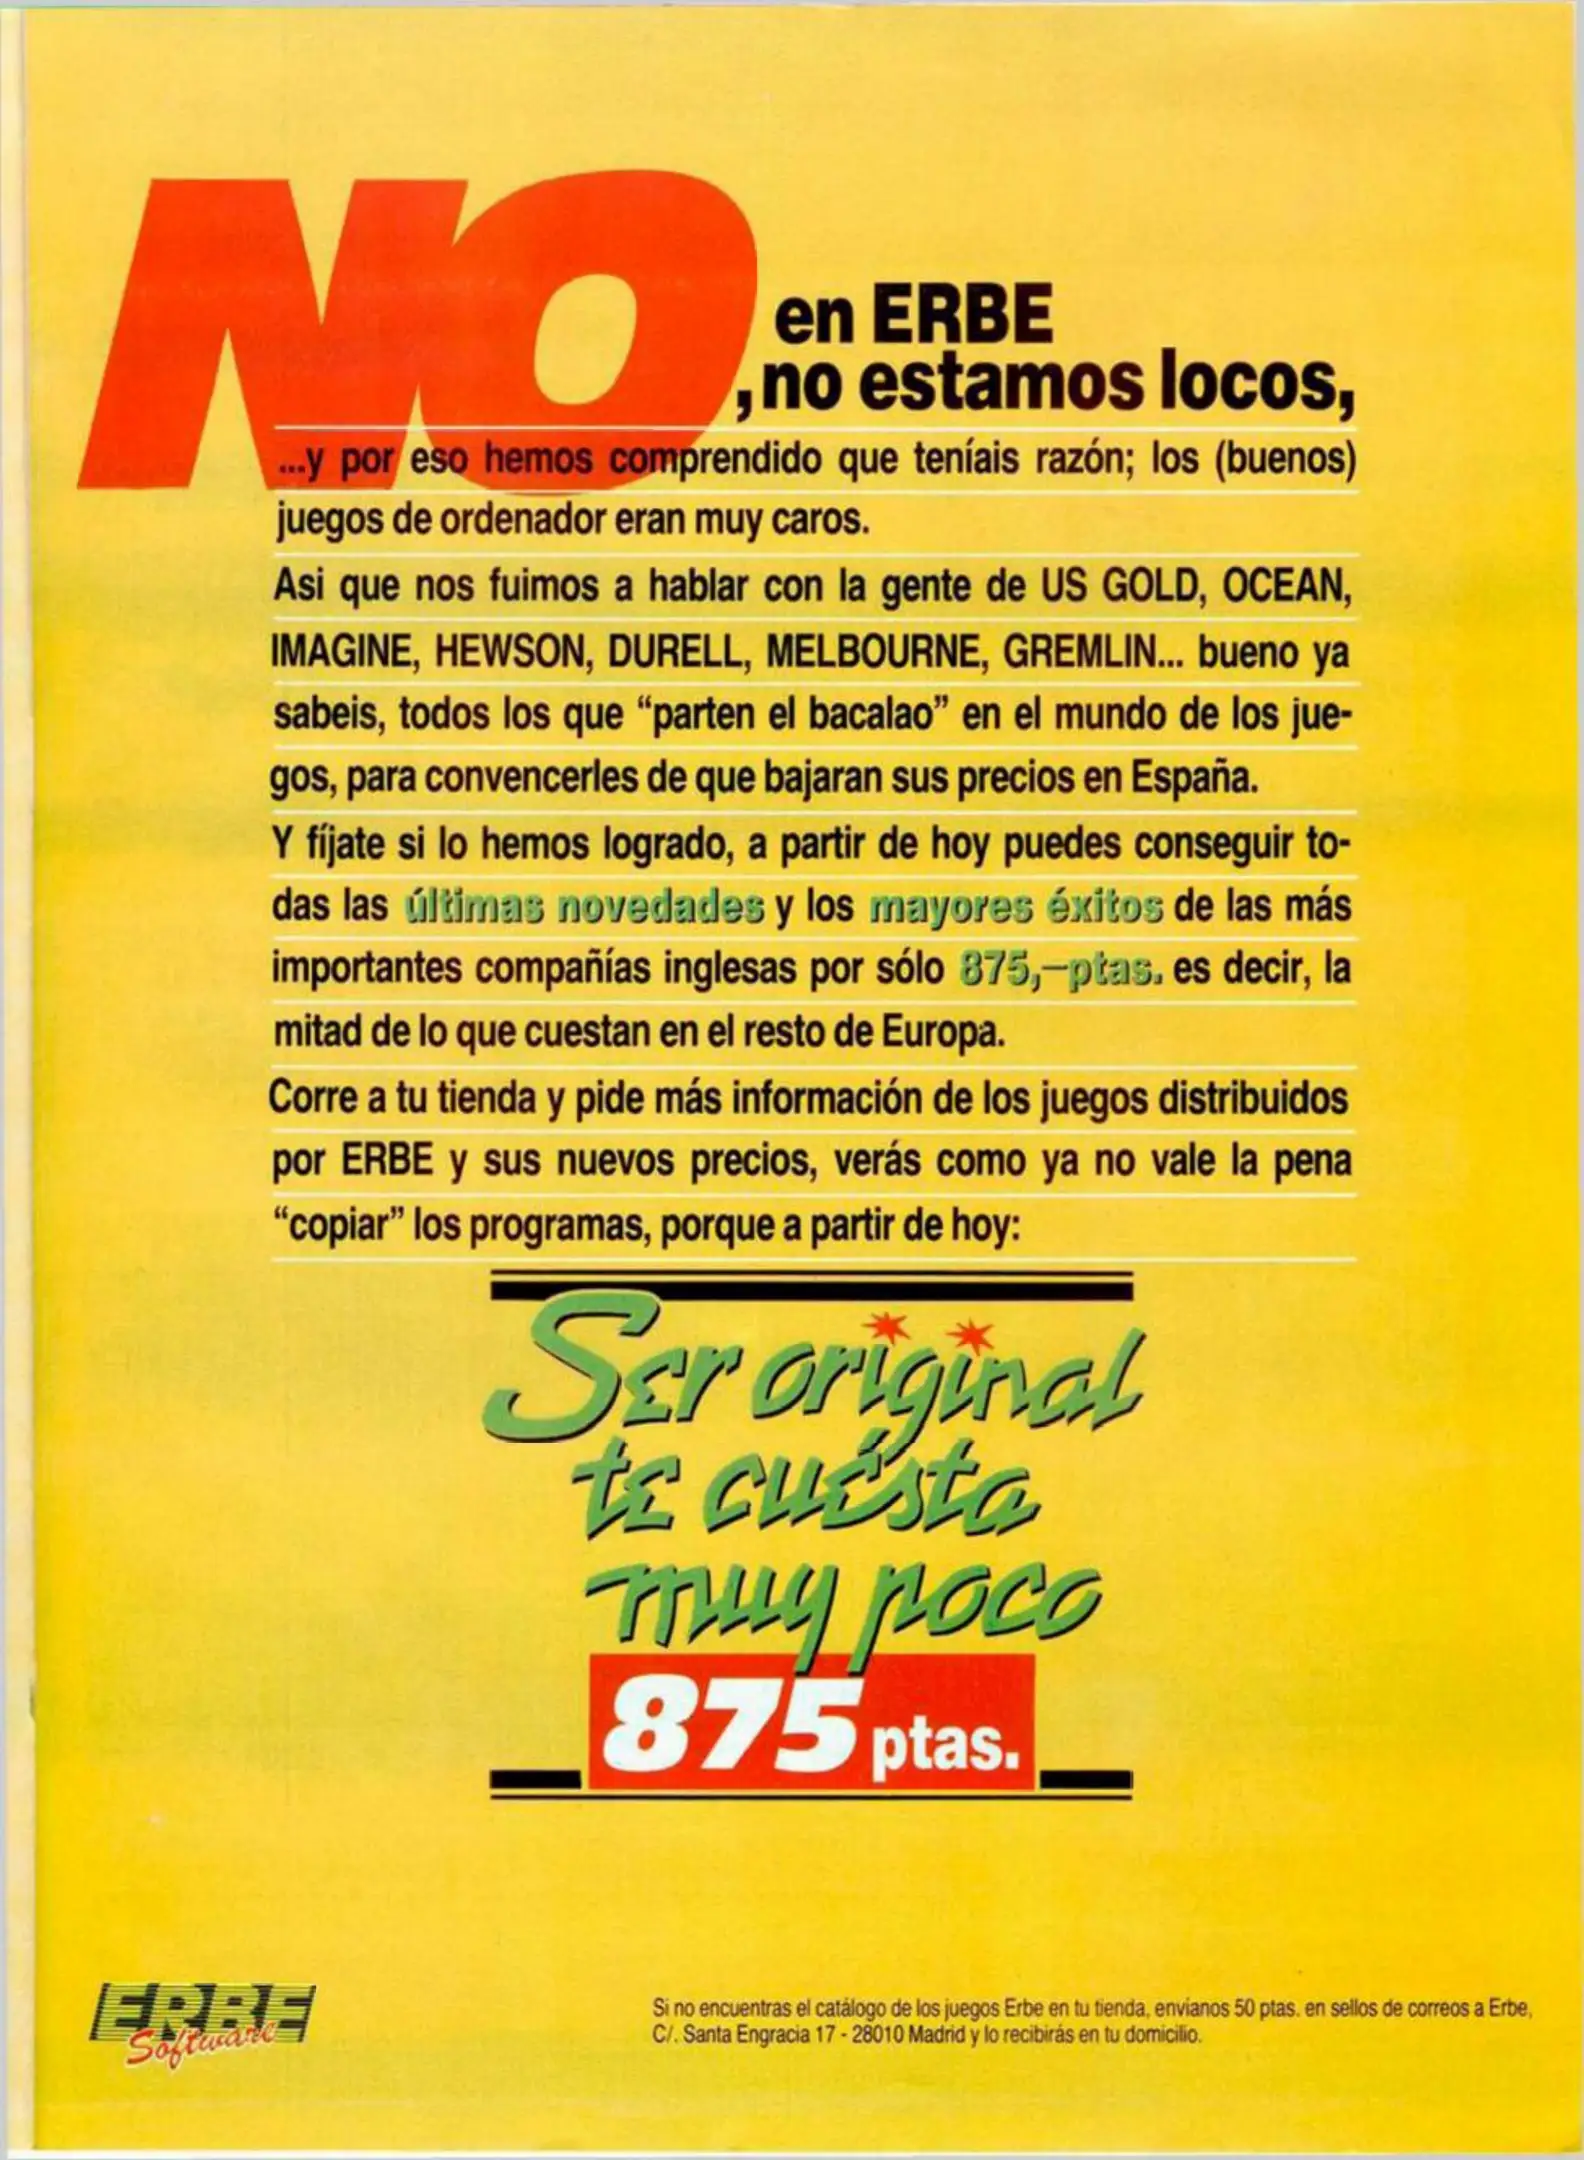 NO, en ERBE
no estamos locos,
...y por eso hemos comprendido que teníais razón; los (buenos)
juegos de ordenador eran muy caros.
Asi que nos fuimos a hablar con la gente de US GOLD, OCEAN,
IMAGINE, HEWSON, DURELL, MELBOURNE, GREMLIN... bueno ya
sabeis, todos los que “parten el bacalao” en el mundo de los jue-
gos, para convencerles de que bajaran sus precios en España.
Y fíjate si lo hemos logrado, a partir de hoy puedes conseguir to-
das las últimas novedades y los mayores éxitos de las más
importantes compañías inglesas por sólo 875,-ptas. es decir, la
mitad de lo que cuestan en el resto de Europa.
Corre a tu tienda y pide más información de los juegos distribuidos
por ERBE y sus nuevos precios, verás como ya no vale la pena
“copiar” los programas, porque a partir de hoy:
Ser original
te cuésta
muy poco
875 ptas.
ERBE
Software
Si no encuentras el catálogo de los juegos Erbe en tu tienda, envíanos 50 ptas. en sellos de correos a Erbe,
C/. Santa Engracia 17 - 28010 Madrid y lo recibirás en tu domicilio.